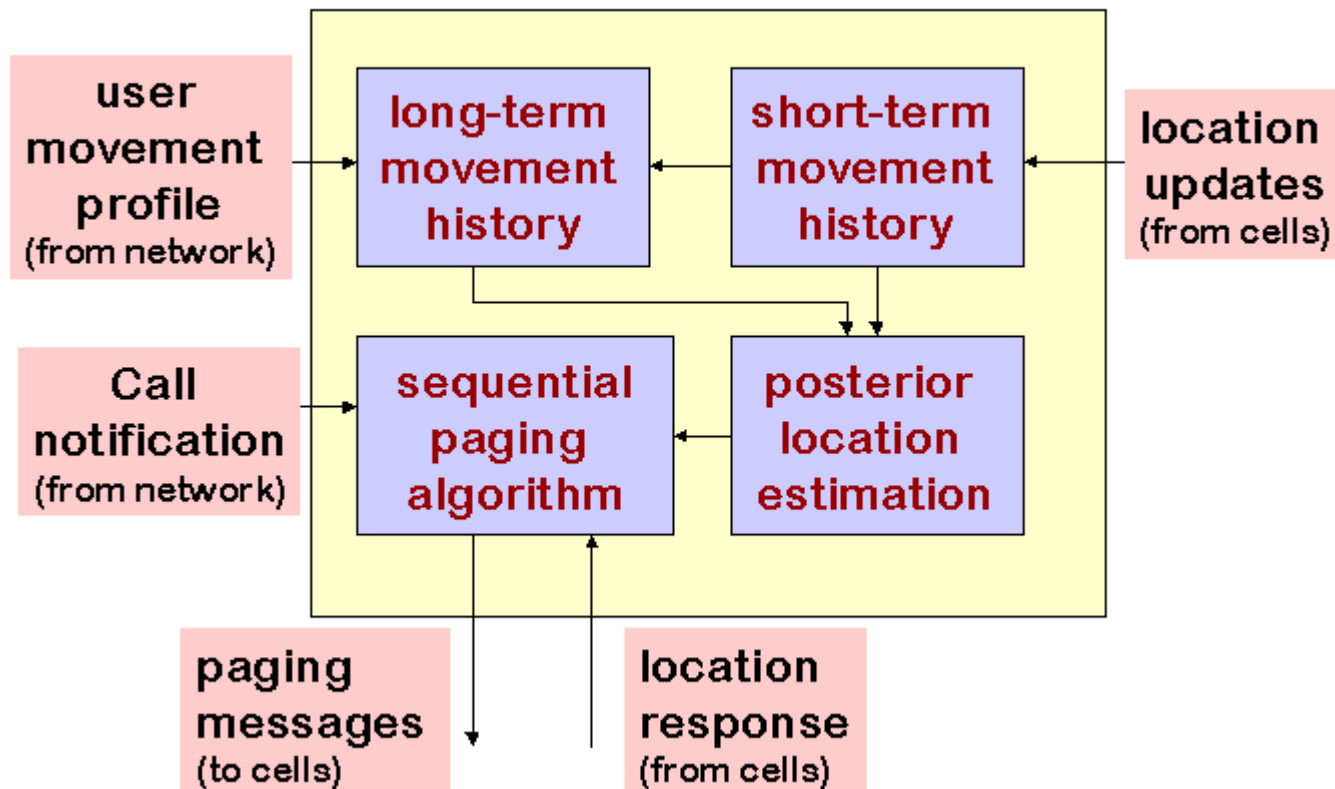 user
movement
profile
(from network)
long-term
movement
history
short-term
movement
history
location
updates
(from cells)
Call
notification
(from network)
sequential
paging
algorithm
posterior
location
estimation
paging
messages
(to cells)
location
response
(from cells)